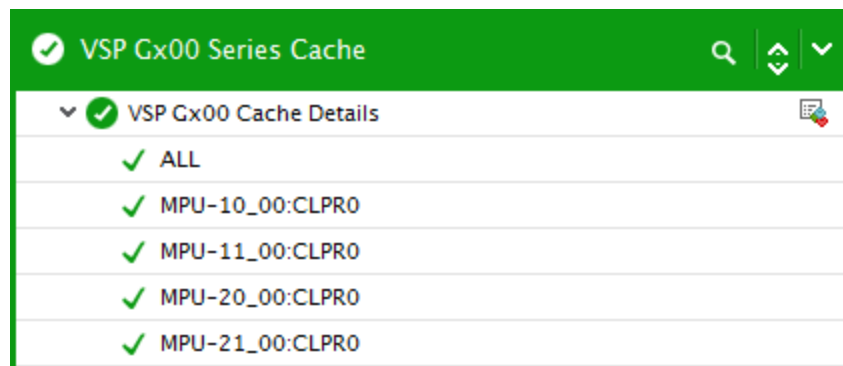 VSP Gx00 Series Cache
VSP Gx00 Cache Details
ALL
MPU-10_00:CLPR0
MPU-11_00:CLPR0
MPU-20_00:CLPR0
MPU-21_00:CLPR0